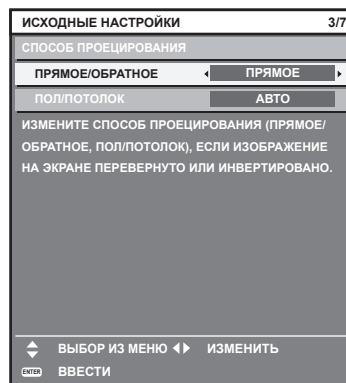 ИСХОДНЫЕ НАСТРОЙКИ 3/7
СПОСОБ ПРОЕЦИРОВАНИЯ
ПРЯМОЕ/ОБРАТНОЕ ПРЯМОЕ
ПОЛ/ПОТОЛОК АВТО
ИЗМЕНИТЕ СПОСОБ ПРОЕЦИРОВАНИЯ (ПРЯМОЕ/
ОБРАТНОЕ, ПОЛ/ПОТОЛОК), ЕСЛИ ИЗОБРАЖЕНИЕ
НА ЭКРАНЕ ПЕРЕВЕРНУТО ИЛИ ИНВЕРТИРОВАНО.
ВЫБОР ИЗ МЕНЮ ИЗМЕНИТЬ
ENTER ВВЕСТИ